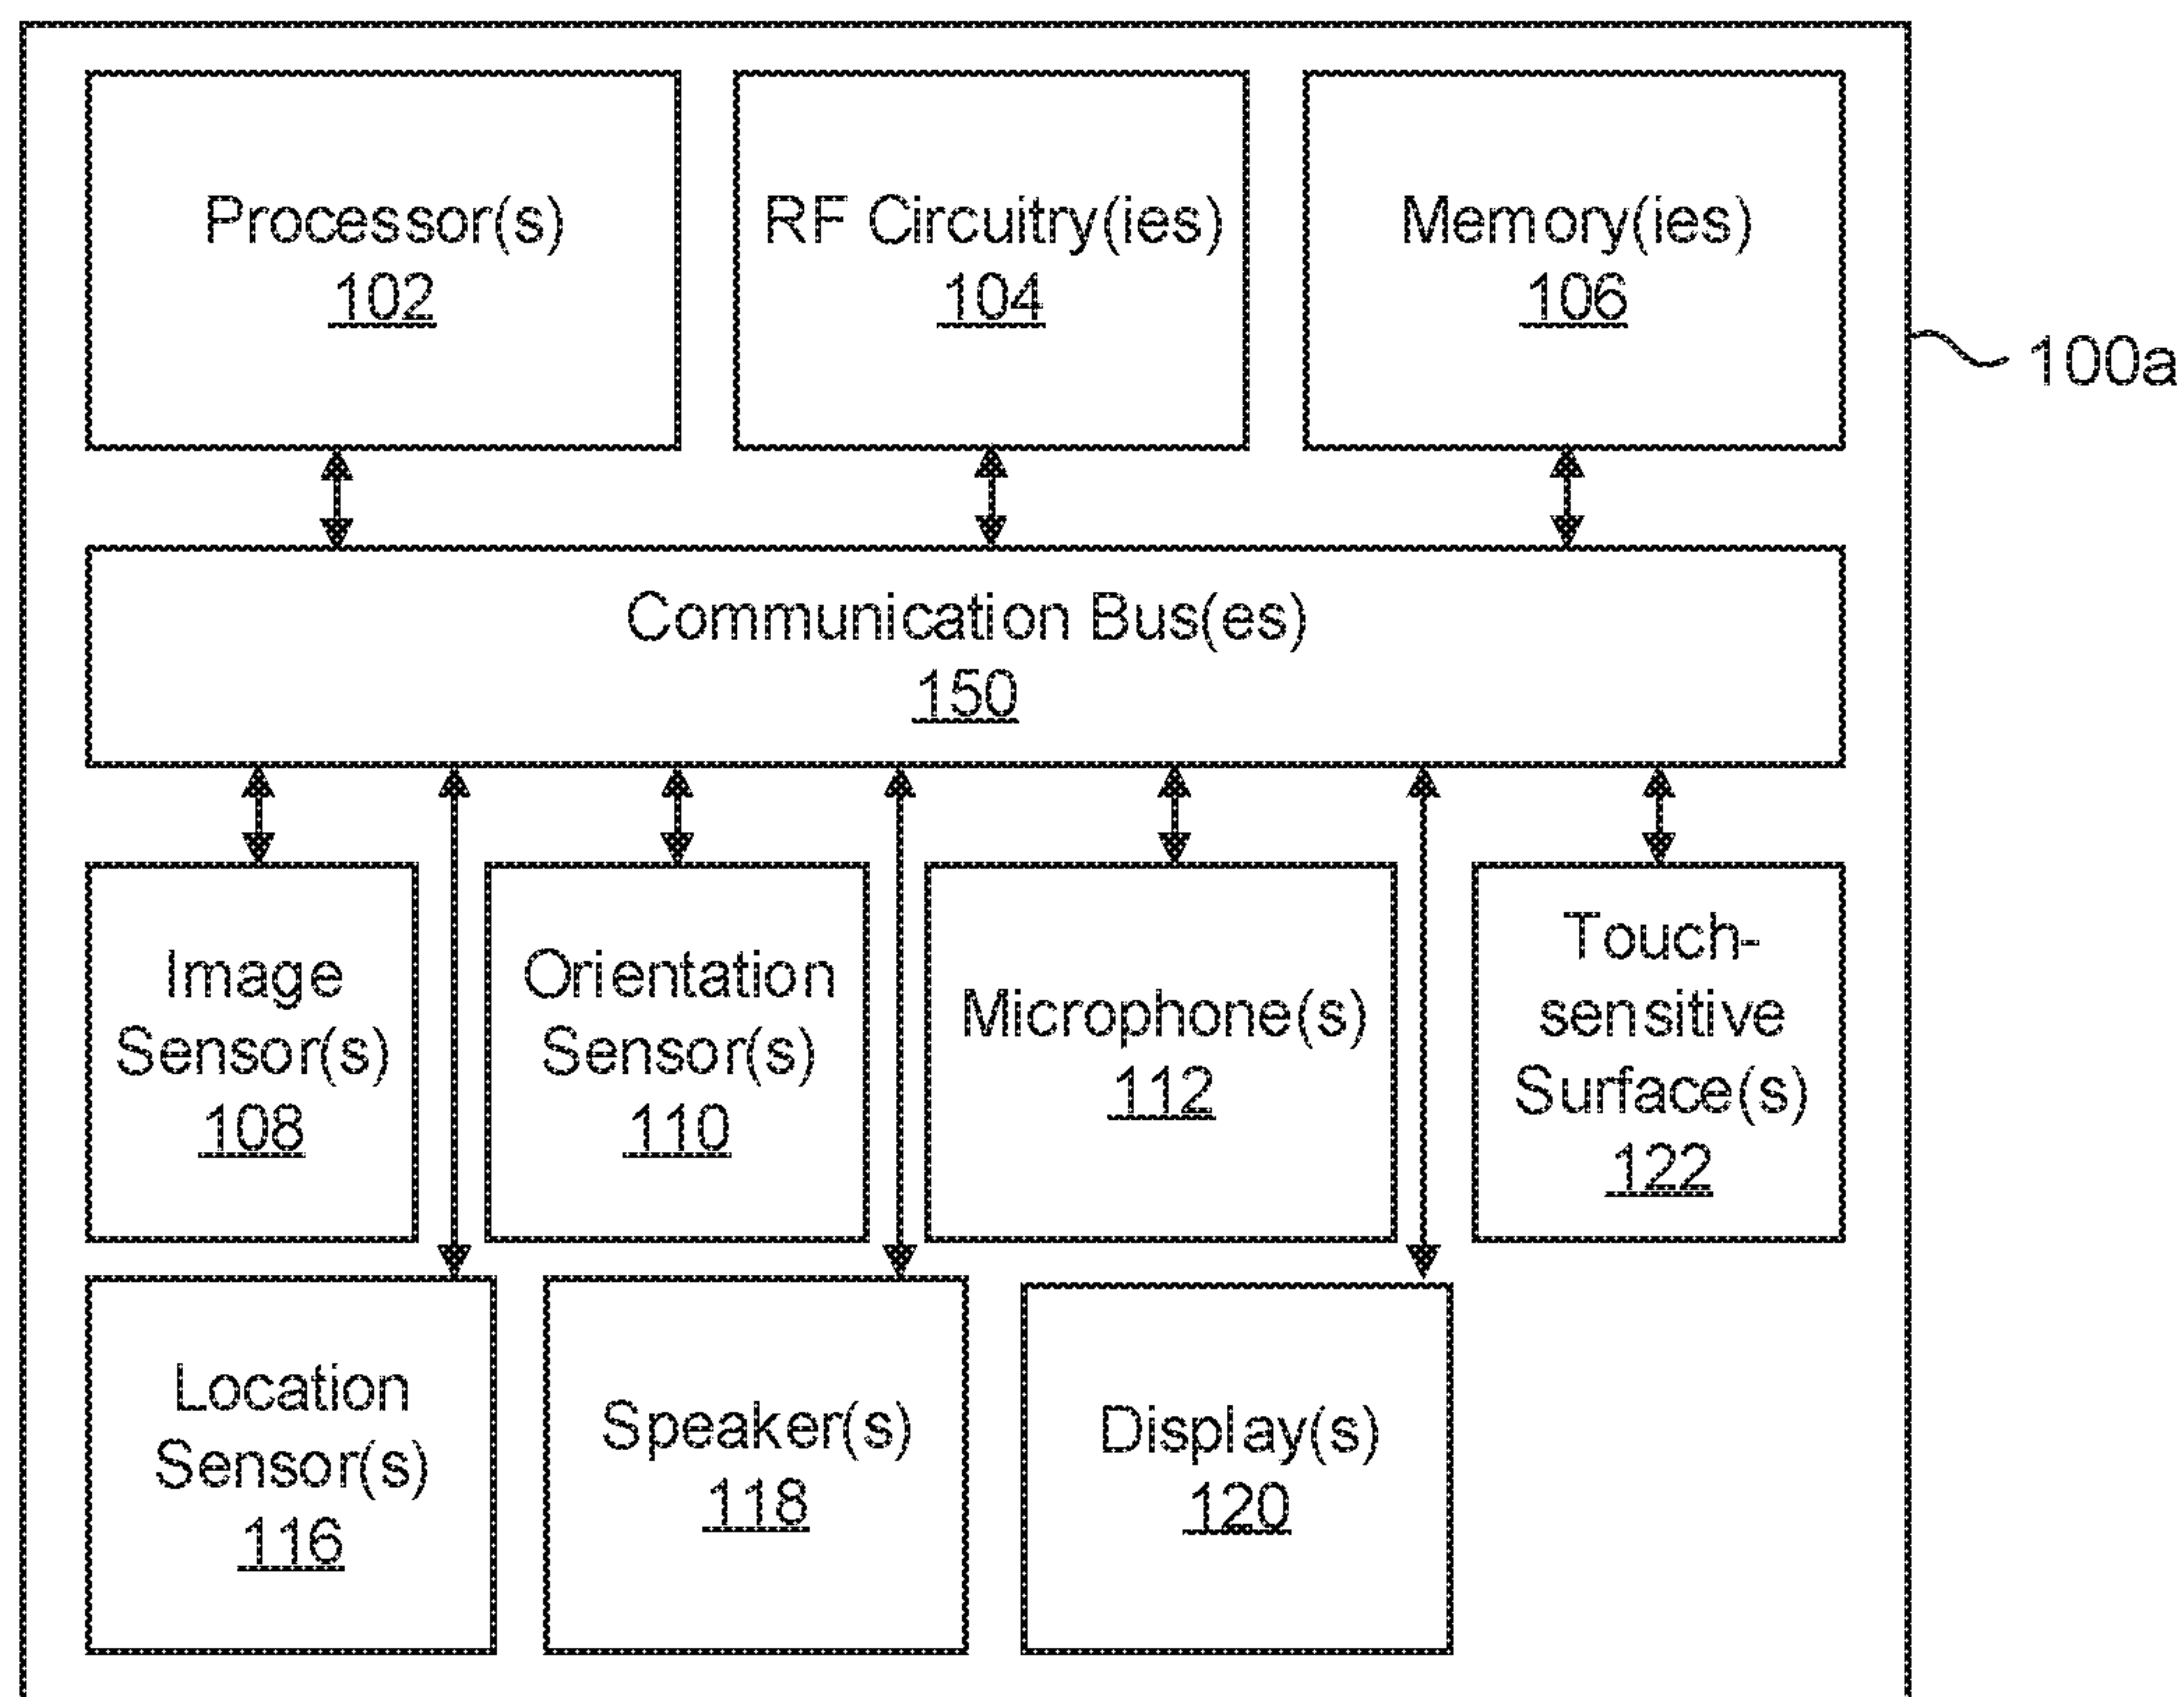 Processor(s)
102
RF Circuitry(ies)
104
Memory(ies)
106
100a
Communication Bus(es)
150
Image
Sensor(s)
108
Orientation
Sensor(s)
110
Microphone(s)
112
Touch-
sensitive
Surface(s)
122
Location
Sensor(s)
116
Speaker(s)
118
Display(s)
120